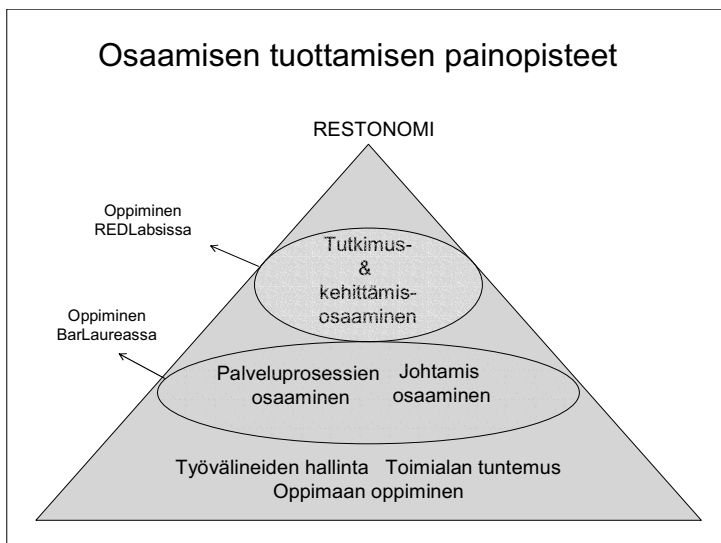 Osaamisen tuottamisen painopisteet
RESTONOMI
Oppiminen
REDLabsissa
Tutkimus-
&
kehittämis-
osaaminen
Oppiminen
BarLaureassa
Palveluprosessien
osaaminen
Johtamis
osaaminen
Työvälineiden hallinta Toimialan tuntemus
Oppimaan oppiminen